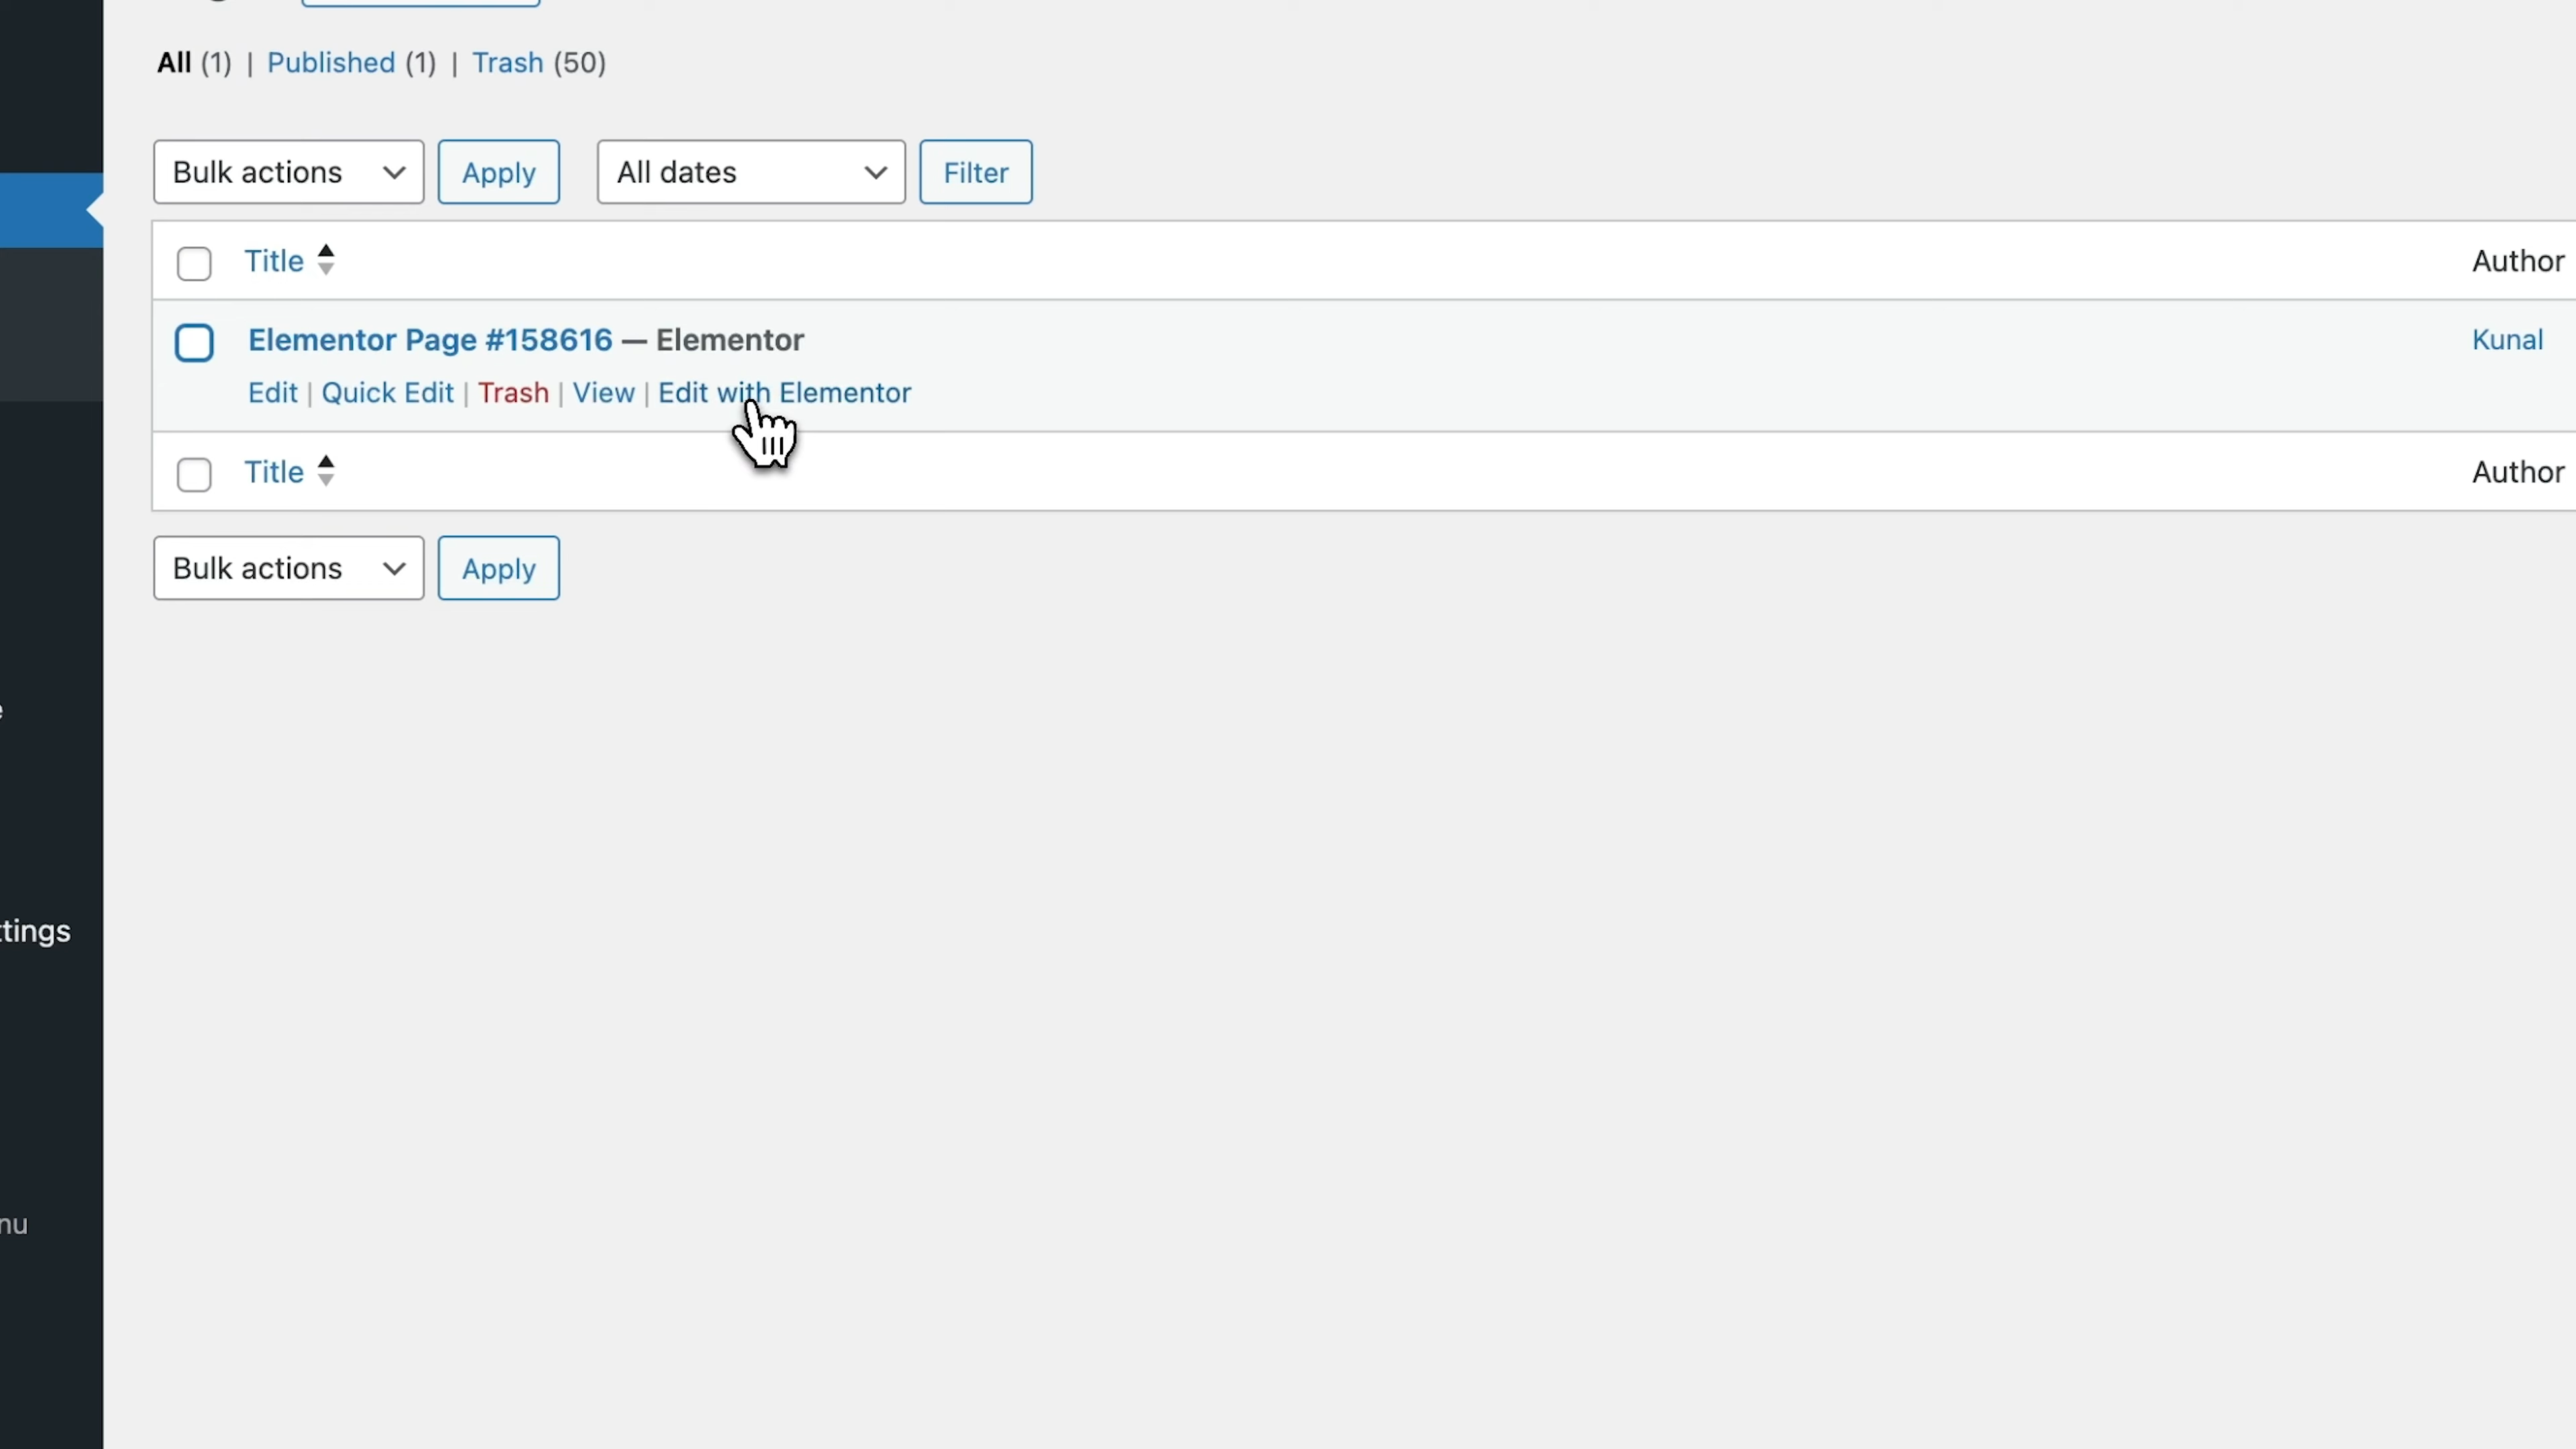 All (1) | Published (1) | Trash (50)
Bulk actions Apply All dates Filter
Title Author
Elementor Page #158616 — Elementor Kunal
Edit | Quick Edit | Trash | View | Edit with Elementor
Title Author
Bulk actions Apply
ttings
nu